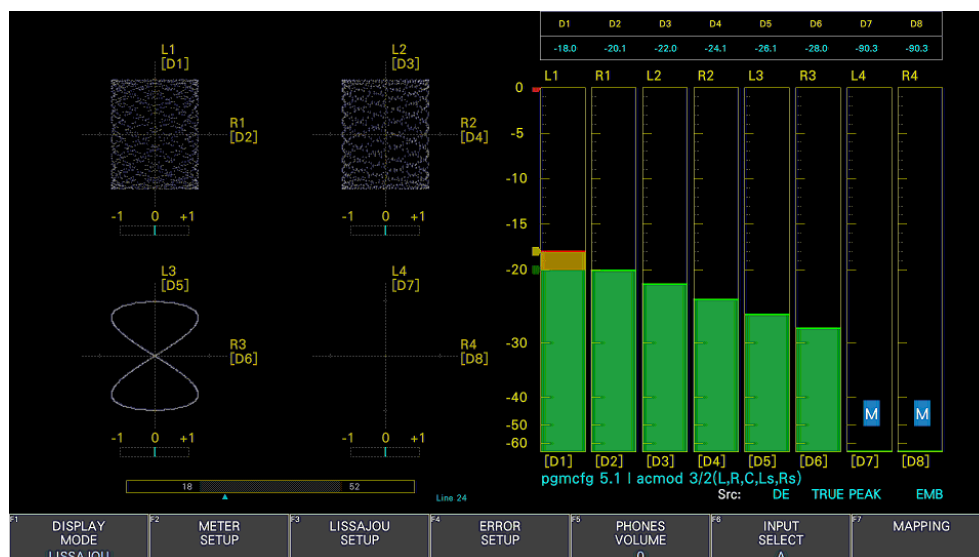 L1
[D1]
R1
[D2]
-1 0 +1
L2
[D3]
R2
[D4]
-1 0 +1
L3
[D5]
R3
[D6]
-1 0 +1
L4
[D7]
R4
[D8]
-1 0 +1
18 52
Line 24
D1 D2 D3 D4 D5 D6 D7 D8
-18.0 -20.1 -22.0 -24.1 -26.1 -28.0 -90.3 -90.3
L1 R1 L2 R2 L3 R3 L4 R4
0
-5
-10
-15
-20
-30
-40
-50
-60
M M
[D1] [D2] [D3] [D4] [D5] [D6] [D7] [D8]
pgmcfg 5.1 | acmod 3/2(L,R,C,Ls,Rs)
Src: DE TRUE PEAK EMB
F1 DISPLAY
MODE
LISSAJOU
F2 METER
SETUP
F3 LISSAJOU
SETUP
F4 ERROR
SETUP
F5 PHONES
VOLUME
0
F6 INPUT
SELECT
A
F7 MAPPING